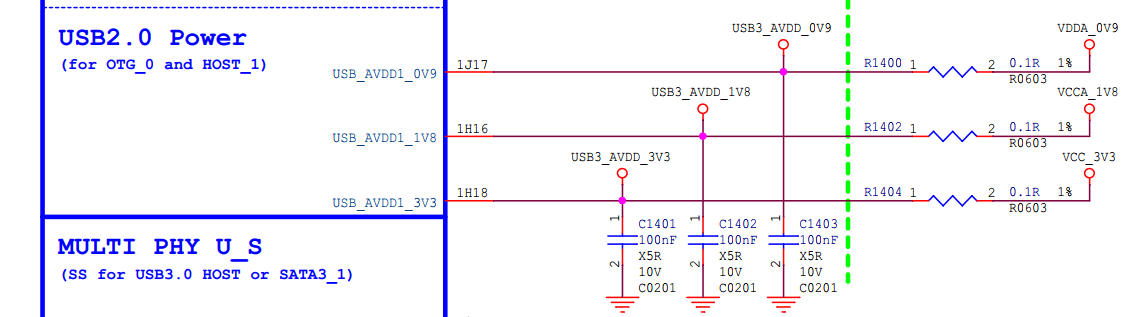 USB2.0 Power
(for OTG_0 and HOST_1)
USB_AVDD1_0V9
1J17
USB3_AVDD_0V9
R1400 1
2 0.1R 1%
R0603
VDDA_0V9
USB_AVDD1_1V8
1H16
USB3_AVDD_1V8
R1402 1
2 0.1R 1%
R0603
VCCA_1V8
USB_AVDD1_3V3
1H18
USB3_AVDD_3V3
R1404 1
2 0.1R 1%
R0603
VCC_3V3
1
2
C1401
100nF
X5R
10V
C0201
1
2
C1402
100nF
X5R
10V
C0201
1
2
C1403
100nF
X5R
10V
C0201
MULTI PHY U_S
(SS for USB3.0 HOST or SATA3_1)